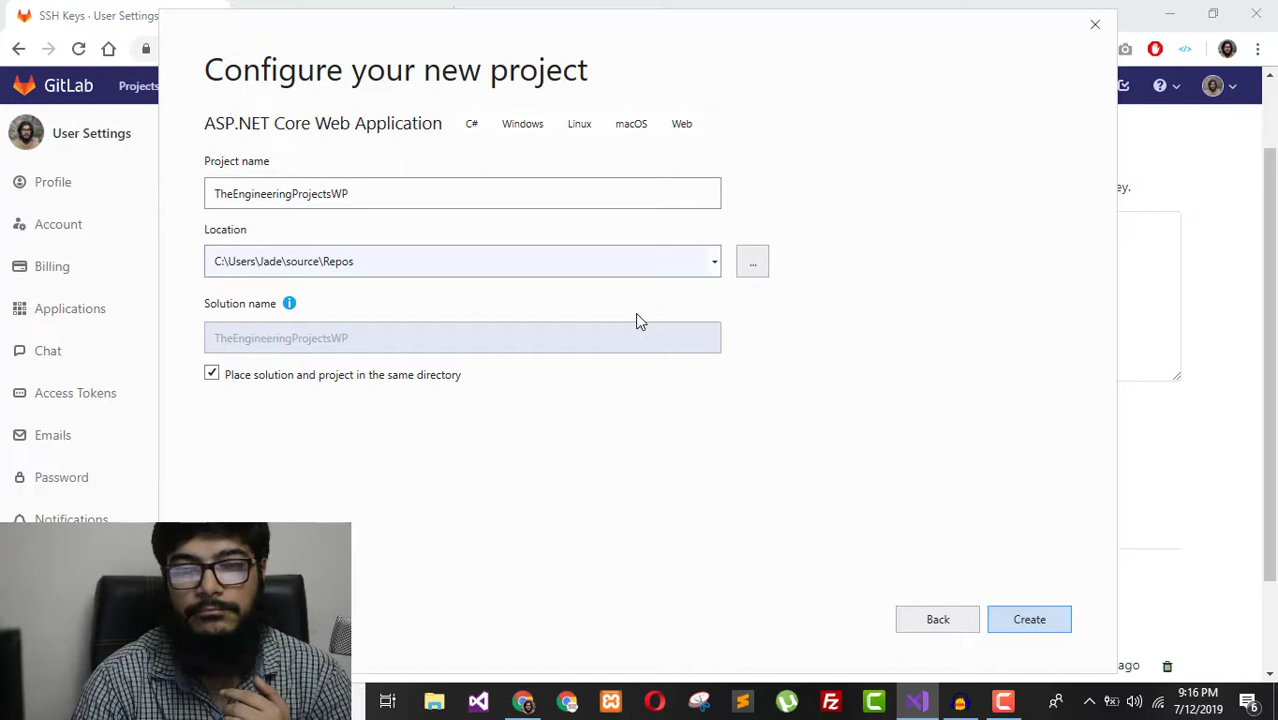 SSH Keys · User Settings
GitLab
Projects
User Settings
Profile
Account
Billing
Applications
Chat
Access Tokens
Emails
Password
Notifications
Configure your new project
ASP.NET Core Web Application C# Windows Linux macOS Web
Project name
TheEngineeringProjectsWP
Location
C:\Users\Jade\source\Repos
...
Solution name
TheEngineeringProjectsWP
Place solution and project in the same directory
Back
Create
ey.
ago
9:16 PM
7/12/2019
6